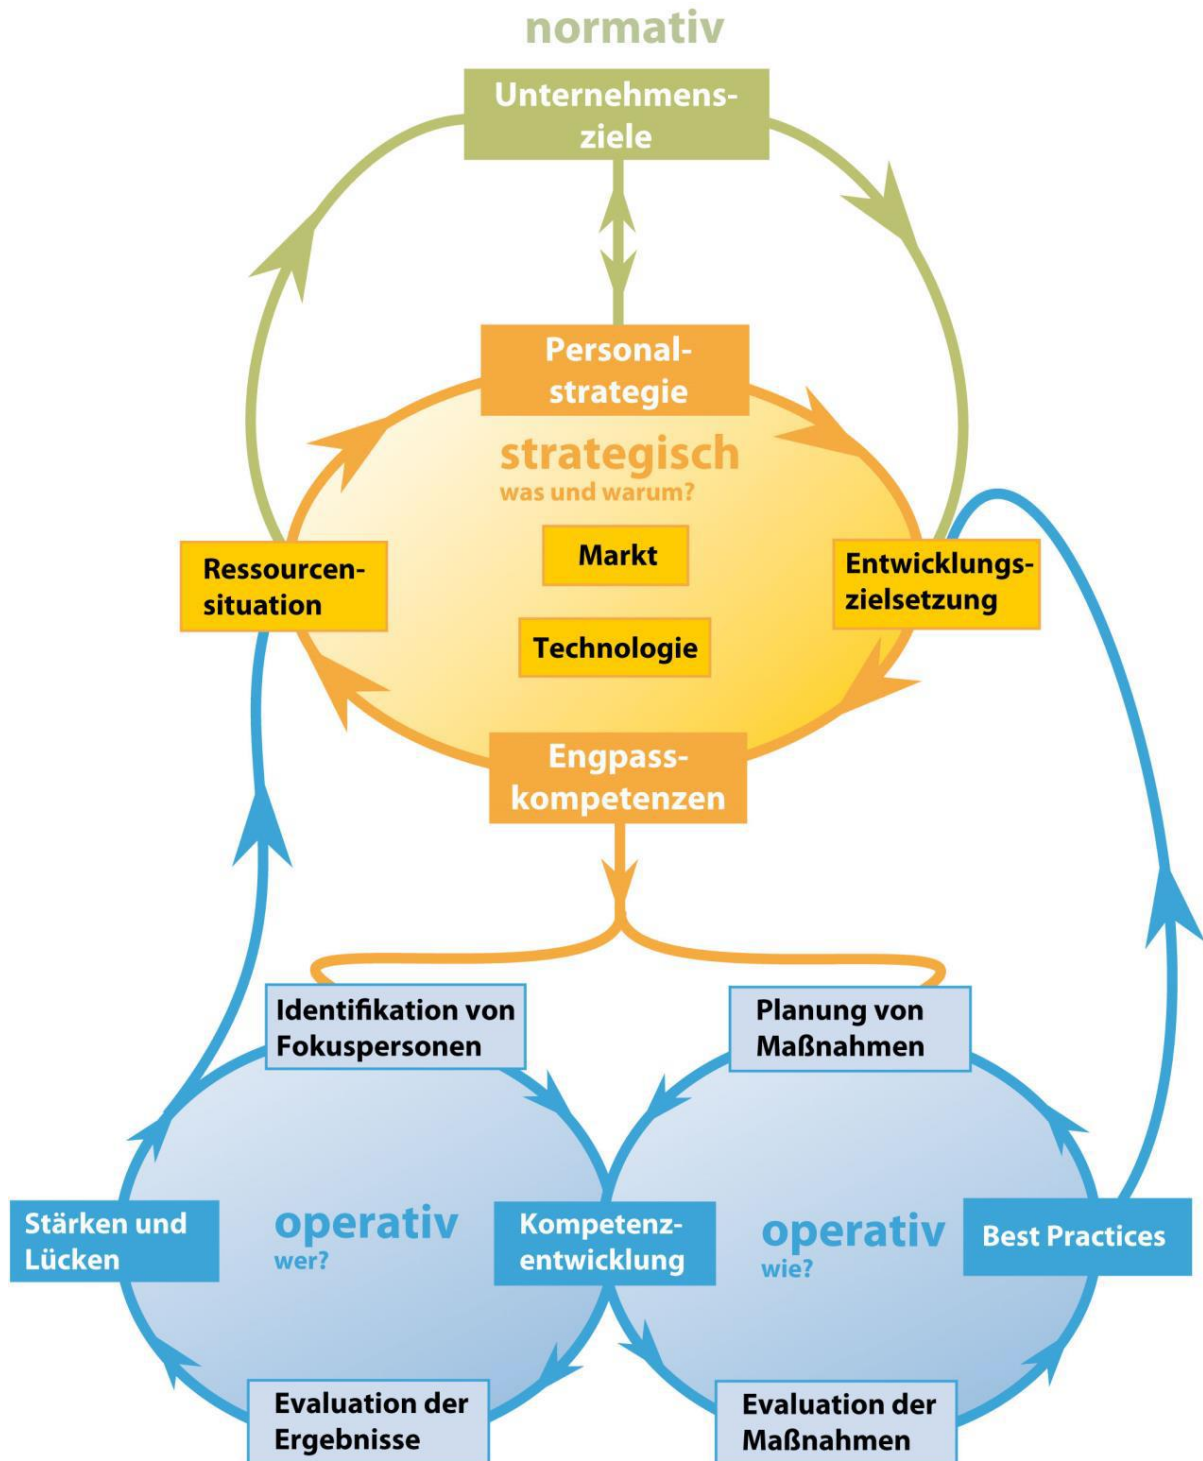 normativ
Unternehmens-
ziele
Personal-
strategie
strategisch
was und warum?
Markt
Ressourcen-
situation
Entwicklungs-
zielsetzung
Technologie
Engpass-
kompetenzen
Identifikation von
Fokuspersonen
Planung von
Maßnahmen
Stärken und
Lücken
operativ
wer?
Kompetenz-
entwicklung
operativ
wie?
Best Practices
Evaluation der
Ergebnisse
Evaluation der
Maßnahmen